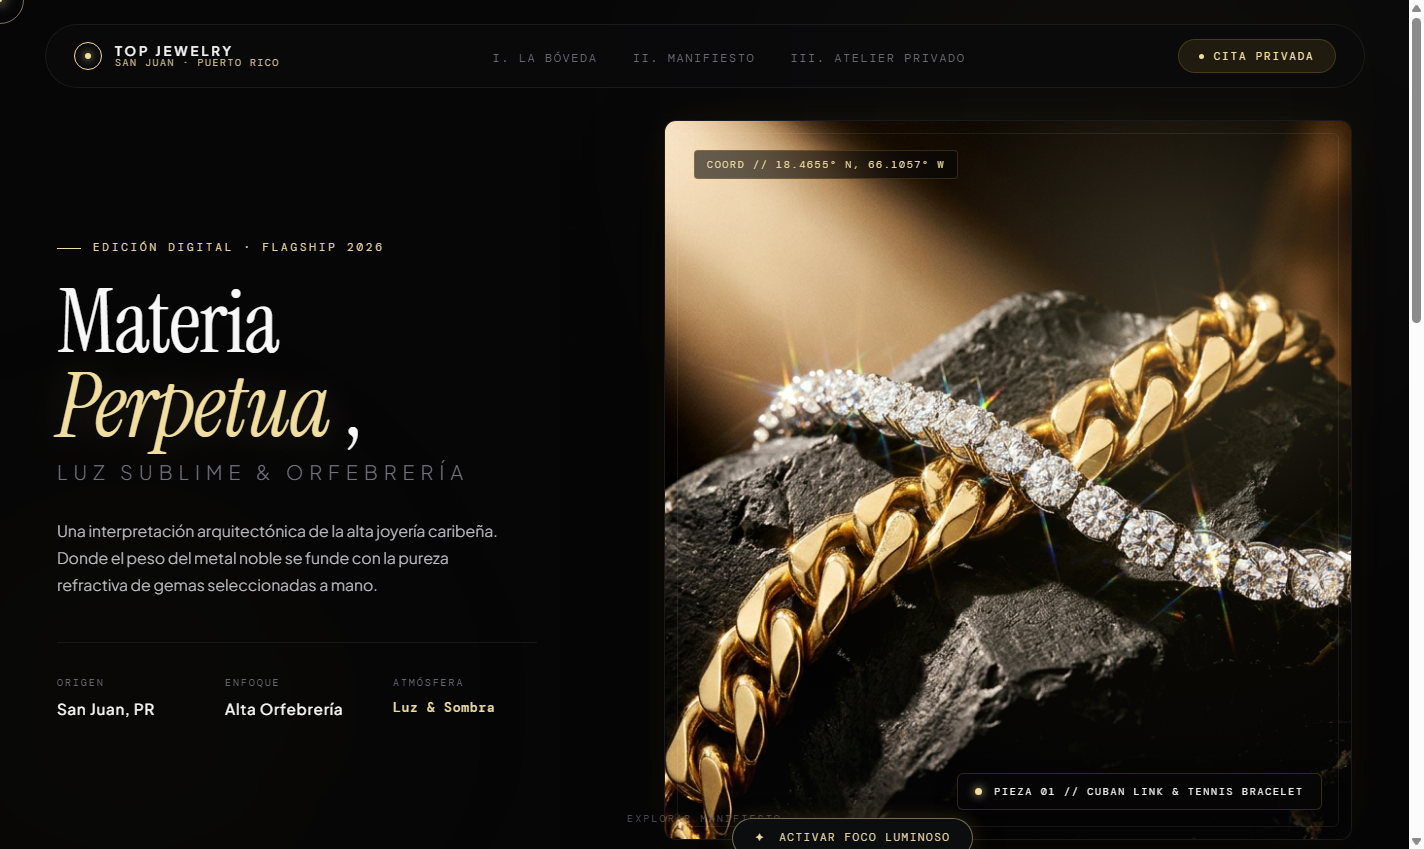 TOP JEWELRY
SAN JUAN · PUERTO RICO
I. LA BÓVEDA
II. MANIFIESTO
III. ATELIER PRIVADO
CITA PRIVADA
COORD // 18.4655° N, 66.1057° W
EDICIÓN DIGITAL · FLAGSHIP 2026
Materia
Perpetua ,
LUZ SUBLIME & ORFEBRERÍA
Una interpretación arquitectónica de la alta joyería caribeña.
Donde el peso del metal noble se funde con la pureza
refractiva de gemas seleccionadas a mano.
ORIGEN
San Juan, PR
ENFOQUE
Alta Orfebrería
ATMÓSFERA
Luz & Sombra
PIEZA 01 // CUBAN LINK & TENNIS BRACELET
EXPLORAR MANIFIESTO
ACTIVAR FOCO LUMINOSO